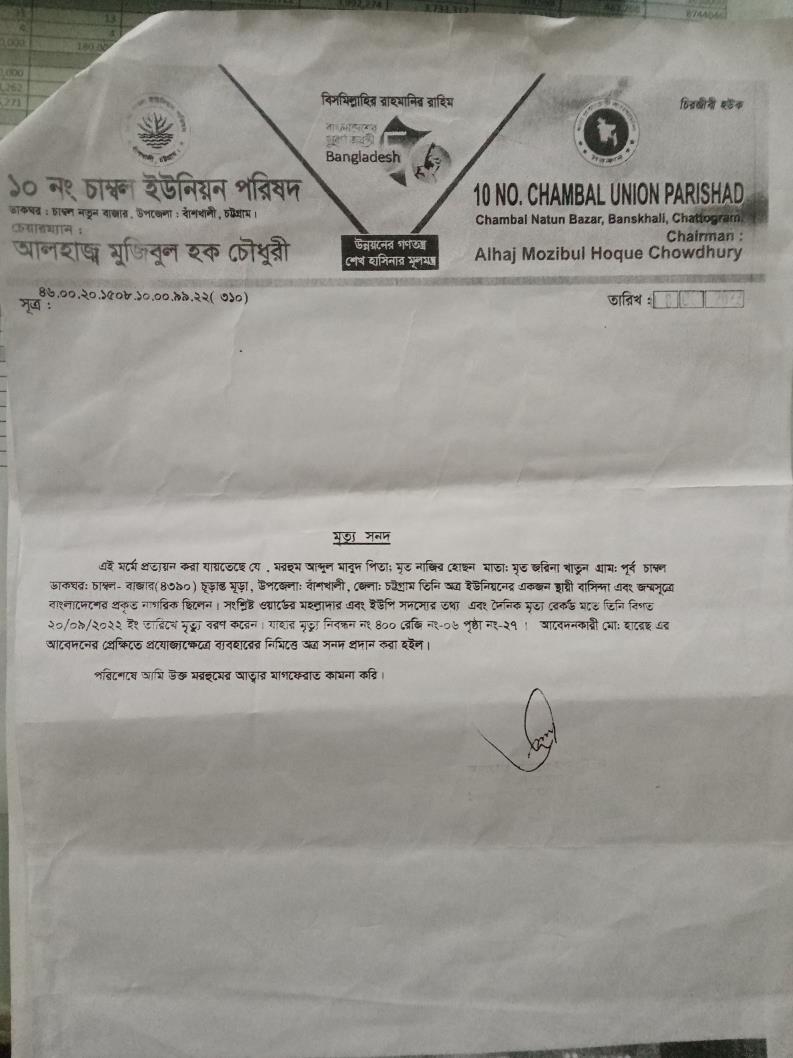 বিসমিল্লাহির রাহমানির রাহিম
চিরজীবী হউক
বাংলাদেশের
সুবর্ণ জয়ন্তী
Bangladesh
১০ নং চাম্বল ইউনিয়ন পরিষদ
ডাকঘর : চাম্বল নতুন বাজার, উপজেলা : বাঁশখালী, চট্টগ্রাম।
চেয়ারম্যান :
আলহাজ্ব মুজিবুল হক চৌধুরী
উন্নয়নের গণতন্ত্র
শেখ হাসিনার মূলমন্ত্র
10 NO. CHAMBAL UNION PARISHAD
Chambal Natun Bazar, Banskhali, Chattogram.
Chairman :
Alhaj Mozibul Hoque Chowdhury
সূত্র : ৪৬.০০.২০.১৫০৮.১০.০০.৯৯.২২( ৩১০)
তারিখ :
মৃত্যু সনদ
এই মর্মে প্রত্যয়ন করা যায়তেছে যে , মরহুম আব্দুল মাবুদ পিতা: মৃত নাজির হোছন মাতা: মৃত জরিনা খাতুন গ্রাম: পূর্ব চাম্বল
ডাকঘর: চাম্বল- বাজার(৪৩৯০) চূড়ান্ত মূড়া, উপজেলা: বাঁশখালী, জেলা: চট্টগ্রাম তিনি অত্র ইউনিয়নের একজন স্থায়ী বাসিন্দা এবং জন্মসূত্রে
বাংলাদেশের প্রকৃত নাগরিক ছিলেন। সংশ্লিষ্ট ওয়ার্ডের মহল্লাদার এবং ইউপি সদস্যের তথ্য এবং দৈনিক মৃত্য রেকর্ড মতে তিনি বিগত
২০/০৯/২০২২ ইং তারিখে মৃত্যু বরণ করেন। যাহার মৃত্যু নিবন্ধন নং ৪০০ রেজি নং-০৬ পৃষ্ঠা নং-২৭ ! আবেদনকারী মো: হারেছ এর
আবেদনের প্রেক্ষিতে প্রযোজ্যক্ষেত্রে ব্যবহারের নিমিত্তে অত্র সনদ প্রদান করা হইল।
পরিশেষে আমি উক্ত মরহুমের আত্মার মাগফেরাত কামনা করি।